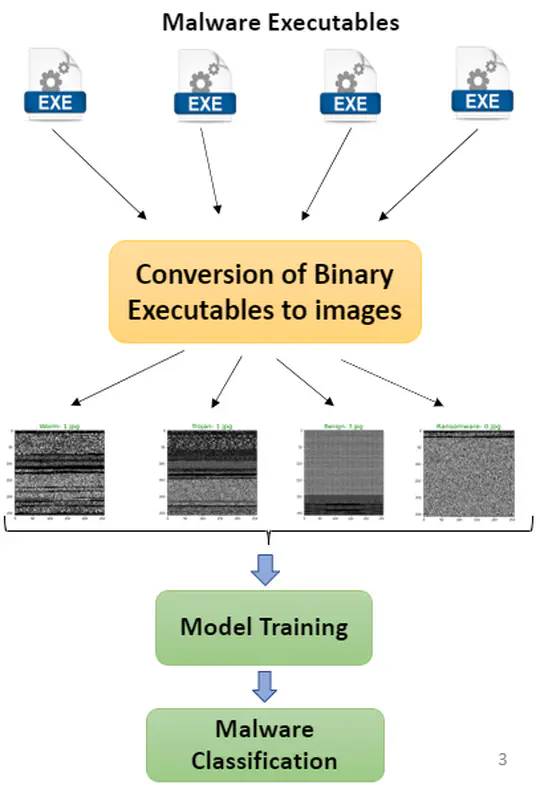 Malware Executables
EXE EXE EXE EXE
Conversion of Binary
Executables to images
Worm- 1.jpg Trojan- 1.jpg Benign- 1.jpg Ransomware- 0.jpg
Model Training
Malware
Classification
3